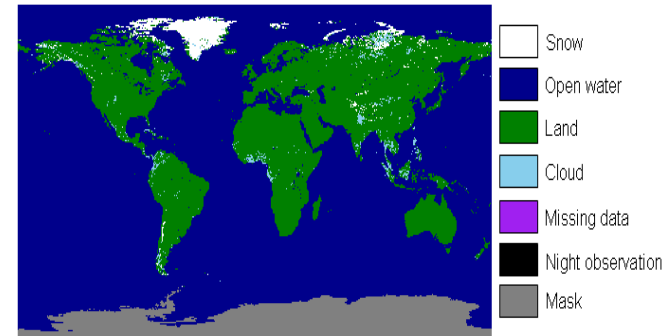 Snow
Open water
Land
Cloud
Missing data
Night observation
Mask